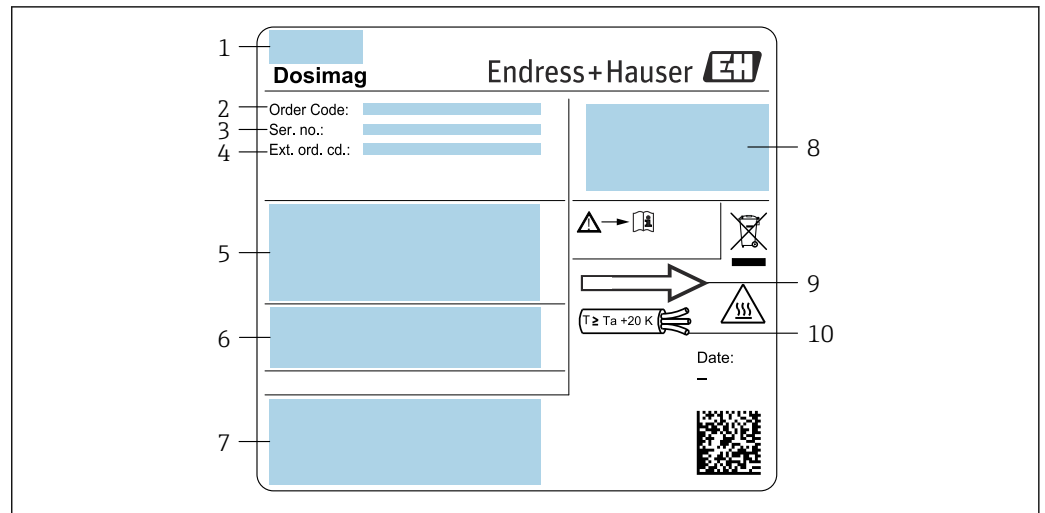 1
Dosimag
Endress+Hauser EH
2
Order Code:
3
Ser. no.:
4
Ext. ord. cd.:
8
5
9
T ≥ Ta +20 K
10
6
Date:
–
7